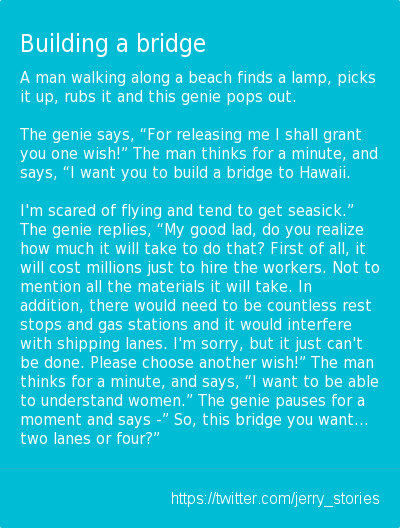 Building a bridge
A man walking along a beach finds a lamp, picks
it up, rubs it and this genie pops out.
The genie says, “For releasing me I shall grant
you one wish!” The man thinks for a minute, and
says, “I want you to build a bridge to Hawaii.
I'm scared of flying and tend to get seasick.”
The genie replies, “My good lad, do you realize
how much it will take to do that? First of all, it
will cost millions just to hire the workers. Not to
mention all the materials it will take. In
addition, there would need to be countless rest
stops and gas stations and it would interfere
with shipping lanes. I'm sorry, but it just can't
be done. Please choose another wish!” The man
thinks for a minute, and says, “I want to be able
to understand women.” The genie pauses for a
moment and says -” So, this bridge you want...
two lanes or four?”
https://twitter.com/jerry_stories